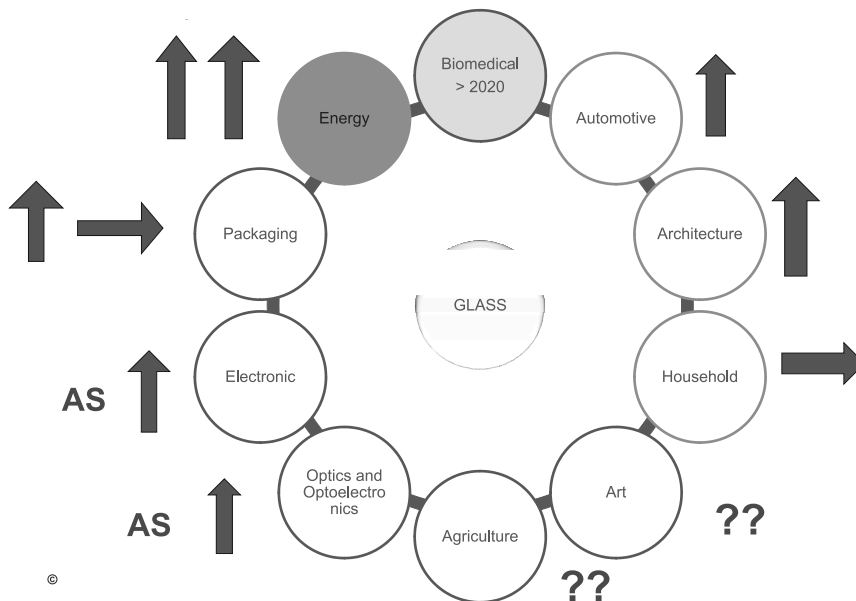 Biomedical
> 2020
Energy
Automotive
Packaging
Architecture
GLASS
Electronic
Household
AS
Optics and
Optoelectro
nics
Art
AS
Agriculture
??
??
©